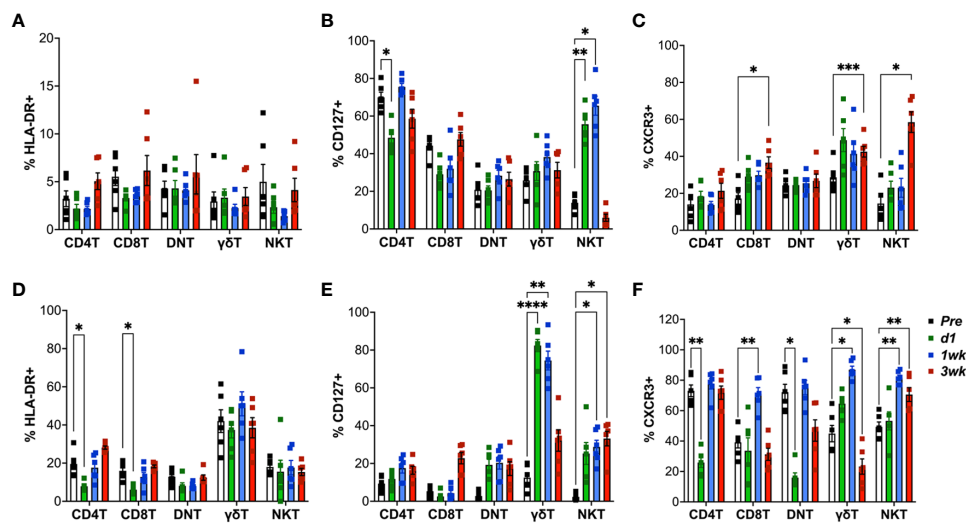 A
B
C
% HLA-DR+
20
15
10
5
0
CD4T CD8T DNT γδT NKT
% CD127+
100
80
60
40
20
0
*
**
*
CD4T CD8T DNT γδT NKT
% CXCR3+
100
80
60
40
20
0
*
***
*
CD4T CD8T DNT γδT NKT
D
E
F
% HLA-DR+
100
80
60
40
20
0
*
*
CD4T CD8T DNT γδT NKT
% CD127+
100
80
60
40
20
0
**
****
*
*
CD4T CD8T DNT γδT NKT
% CXCR3+
120
100
80
60
40
20
0
**
**
*
*
*
**
**
CD4T CD8T DNT γδT NKT
Pre
d1
1wk
3wk